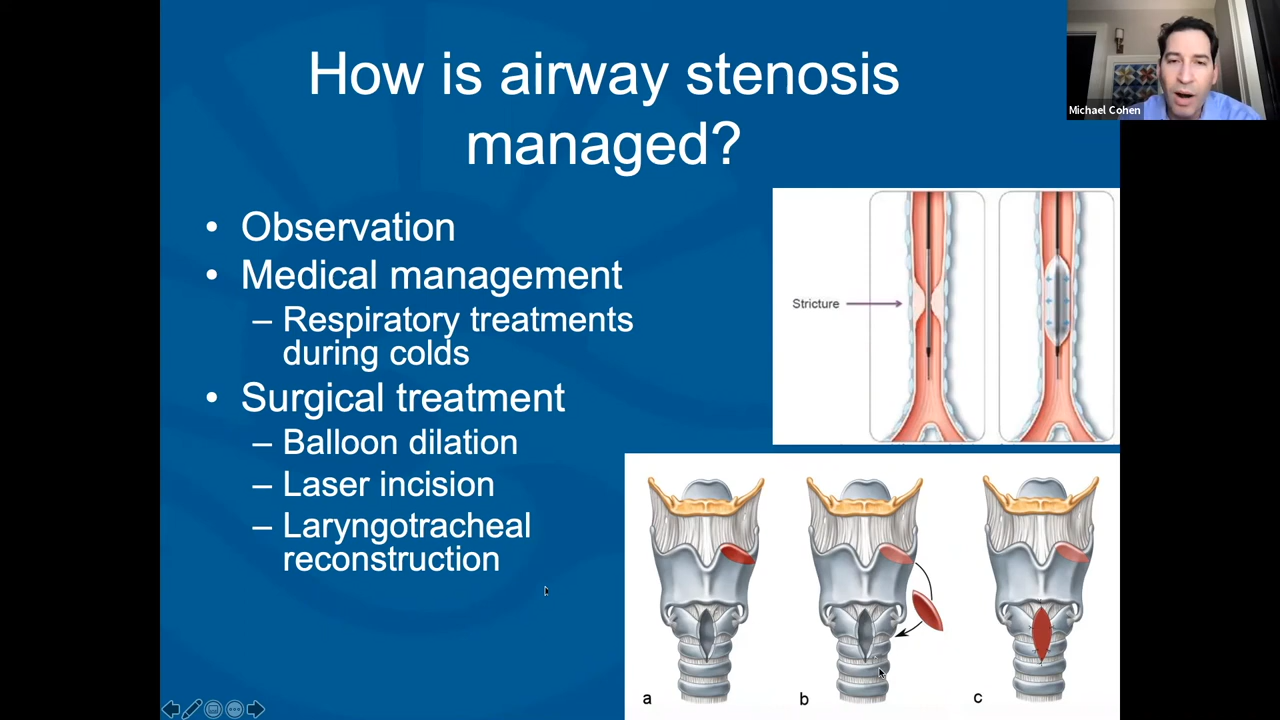 How is airway stenosis
managed?
Michael Cohen
• Observation
• Medical management
– Respiratory treatments
during colds
• Surgical treatment
– Balloon dilation
– Laser incision
– Laryngotracheal
reconstruction
Stricture
a
b
c